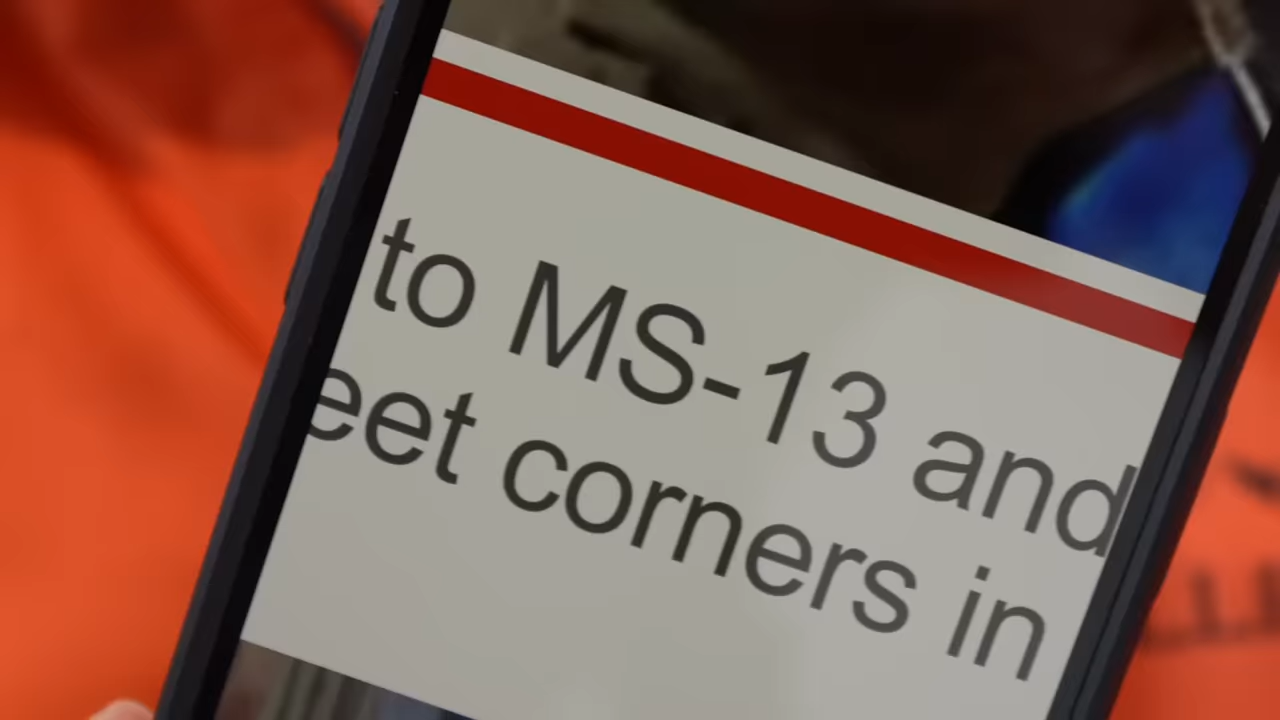 to MS-13 and
eet corners in